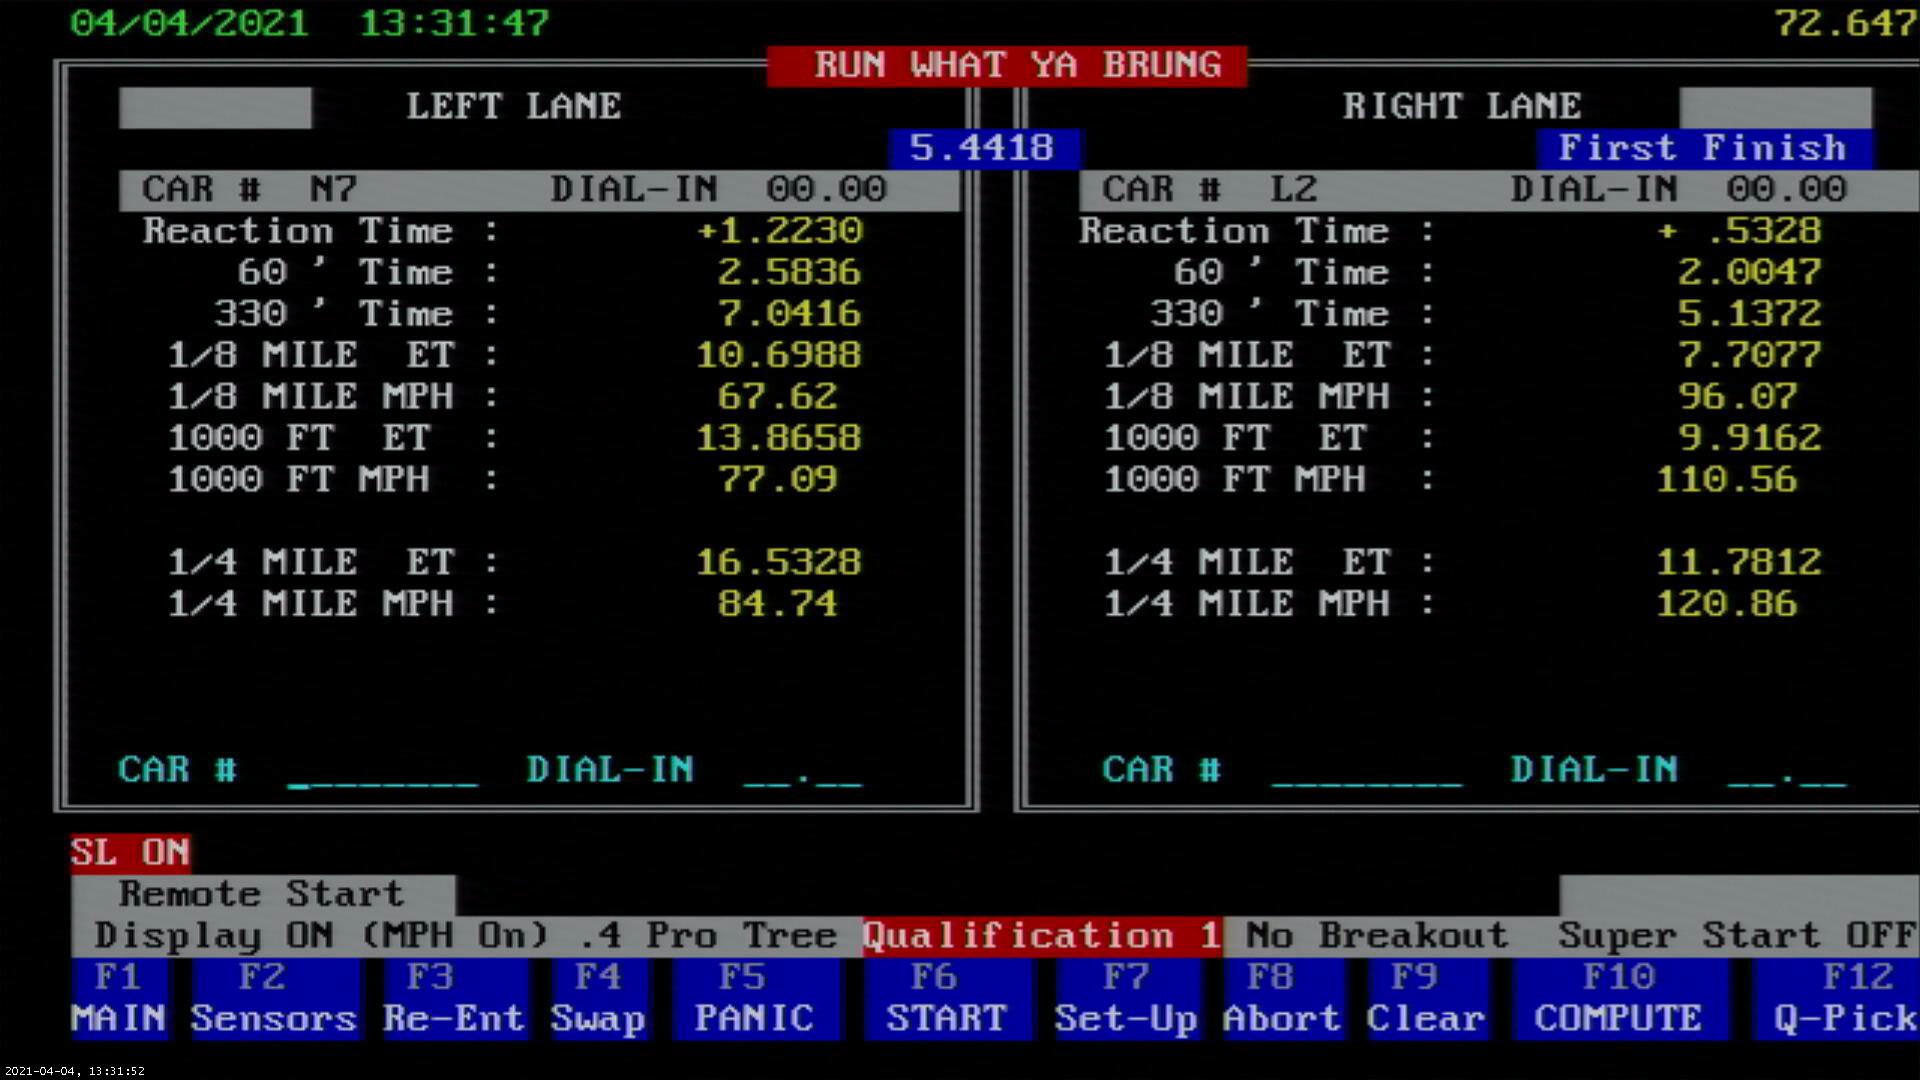 04/04/2021 13:31:47 72.647
RUN WHAT YA BRUNG
LEFT LANE RIGHT LANE
5.4418 First Finish
CAR # N7 DIAL-IN 00.00 CAR # L2 DIAL-IN 00.00
Reaction Time : +1.2230 Reaction Time : + .5328
60 ' Time : 2.5836 60 ' Time : 2.0047
330 ' Time : 7.0416 330 ' Time : 5.1372
1/8 MILE ET : 10.6988 1/8 MILE ET : 7.7077
1/8 MILE MPH : 67.62 1/8 MILE MPH : 96.07
1000 FT ET : 13.8658 1000 FT ET : 9.9162
1000 FT MPH : 77.09 1000 FT MPH : 110.56
1/4 MILE ET : 16.5328 1/4 MILE ET : 11.7812
1/4 MILE MPH : 84.74 1/4 MILE MPH : 120.86
CAR # ________ DIAL-IN __.__ CAR # ________ DIAL-IN __.__
SL ON
Remote Start
Display ON (MPH On) .4 Pro Tree Qualification 1 No Breakout Super Start OFF
F1 F2 F3 F4 F5 F6 F7 F8 F9 F10 F12
MAIN Sensors Re-Ent Swap PANIC START Set-Up Abort Clear COMPUTE Q-Pick
2021-04-04, 13:31:52